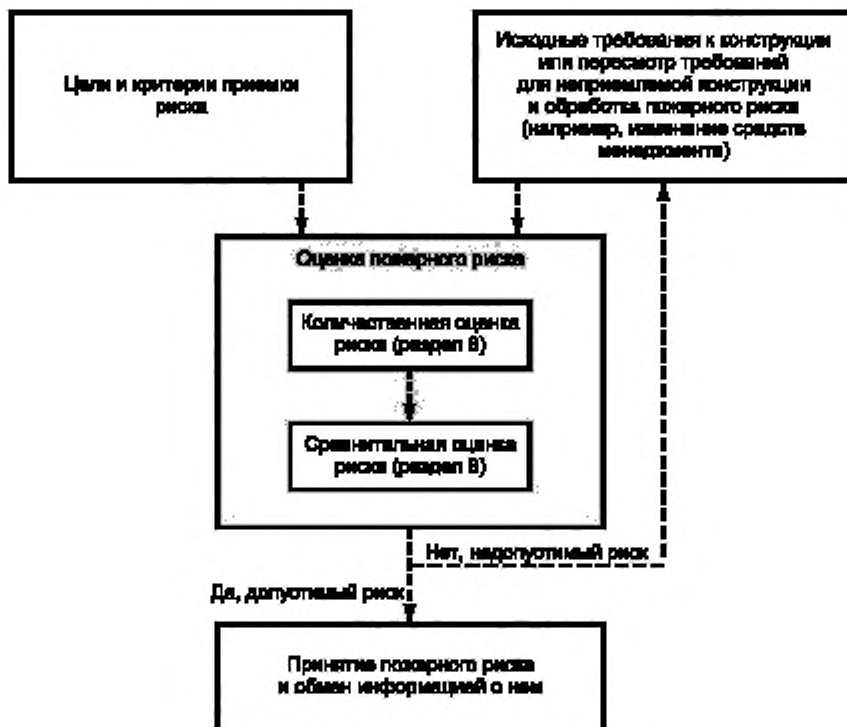 Цели и критерии приемки
риска
Исходные требования к конструкции
или пересмотр требований
для неприемлемой конструкции
и обработка пожарного риска
(например, изменение средств
менеджмента)
Оценка пожарного риска
Количественная оценка
риска (раздел
Сравнительная оценка
риска (раздел
Нет, недопустимый риск
Да, допустимый риск
Принятие пожарного риска
и обмен информацией о нем